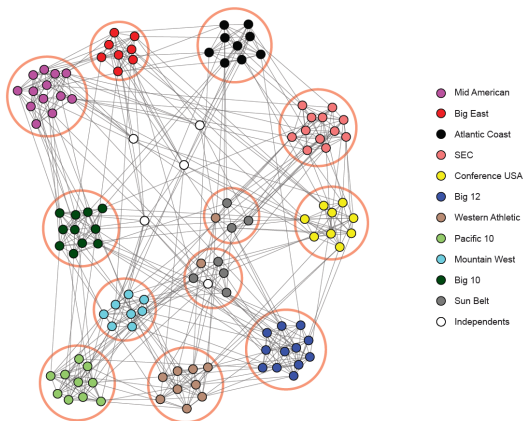 Mid American
Big East
Atlantic Coast
SEC
Conference USA
Big 12
Western Athletic
Pacific 10
Mountain West
Big 10
Sun Belt
Independents